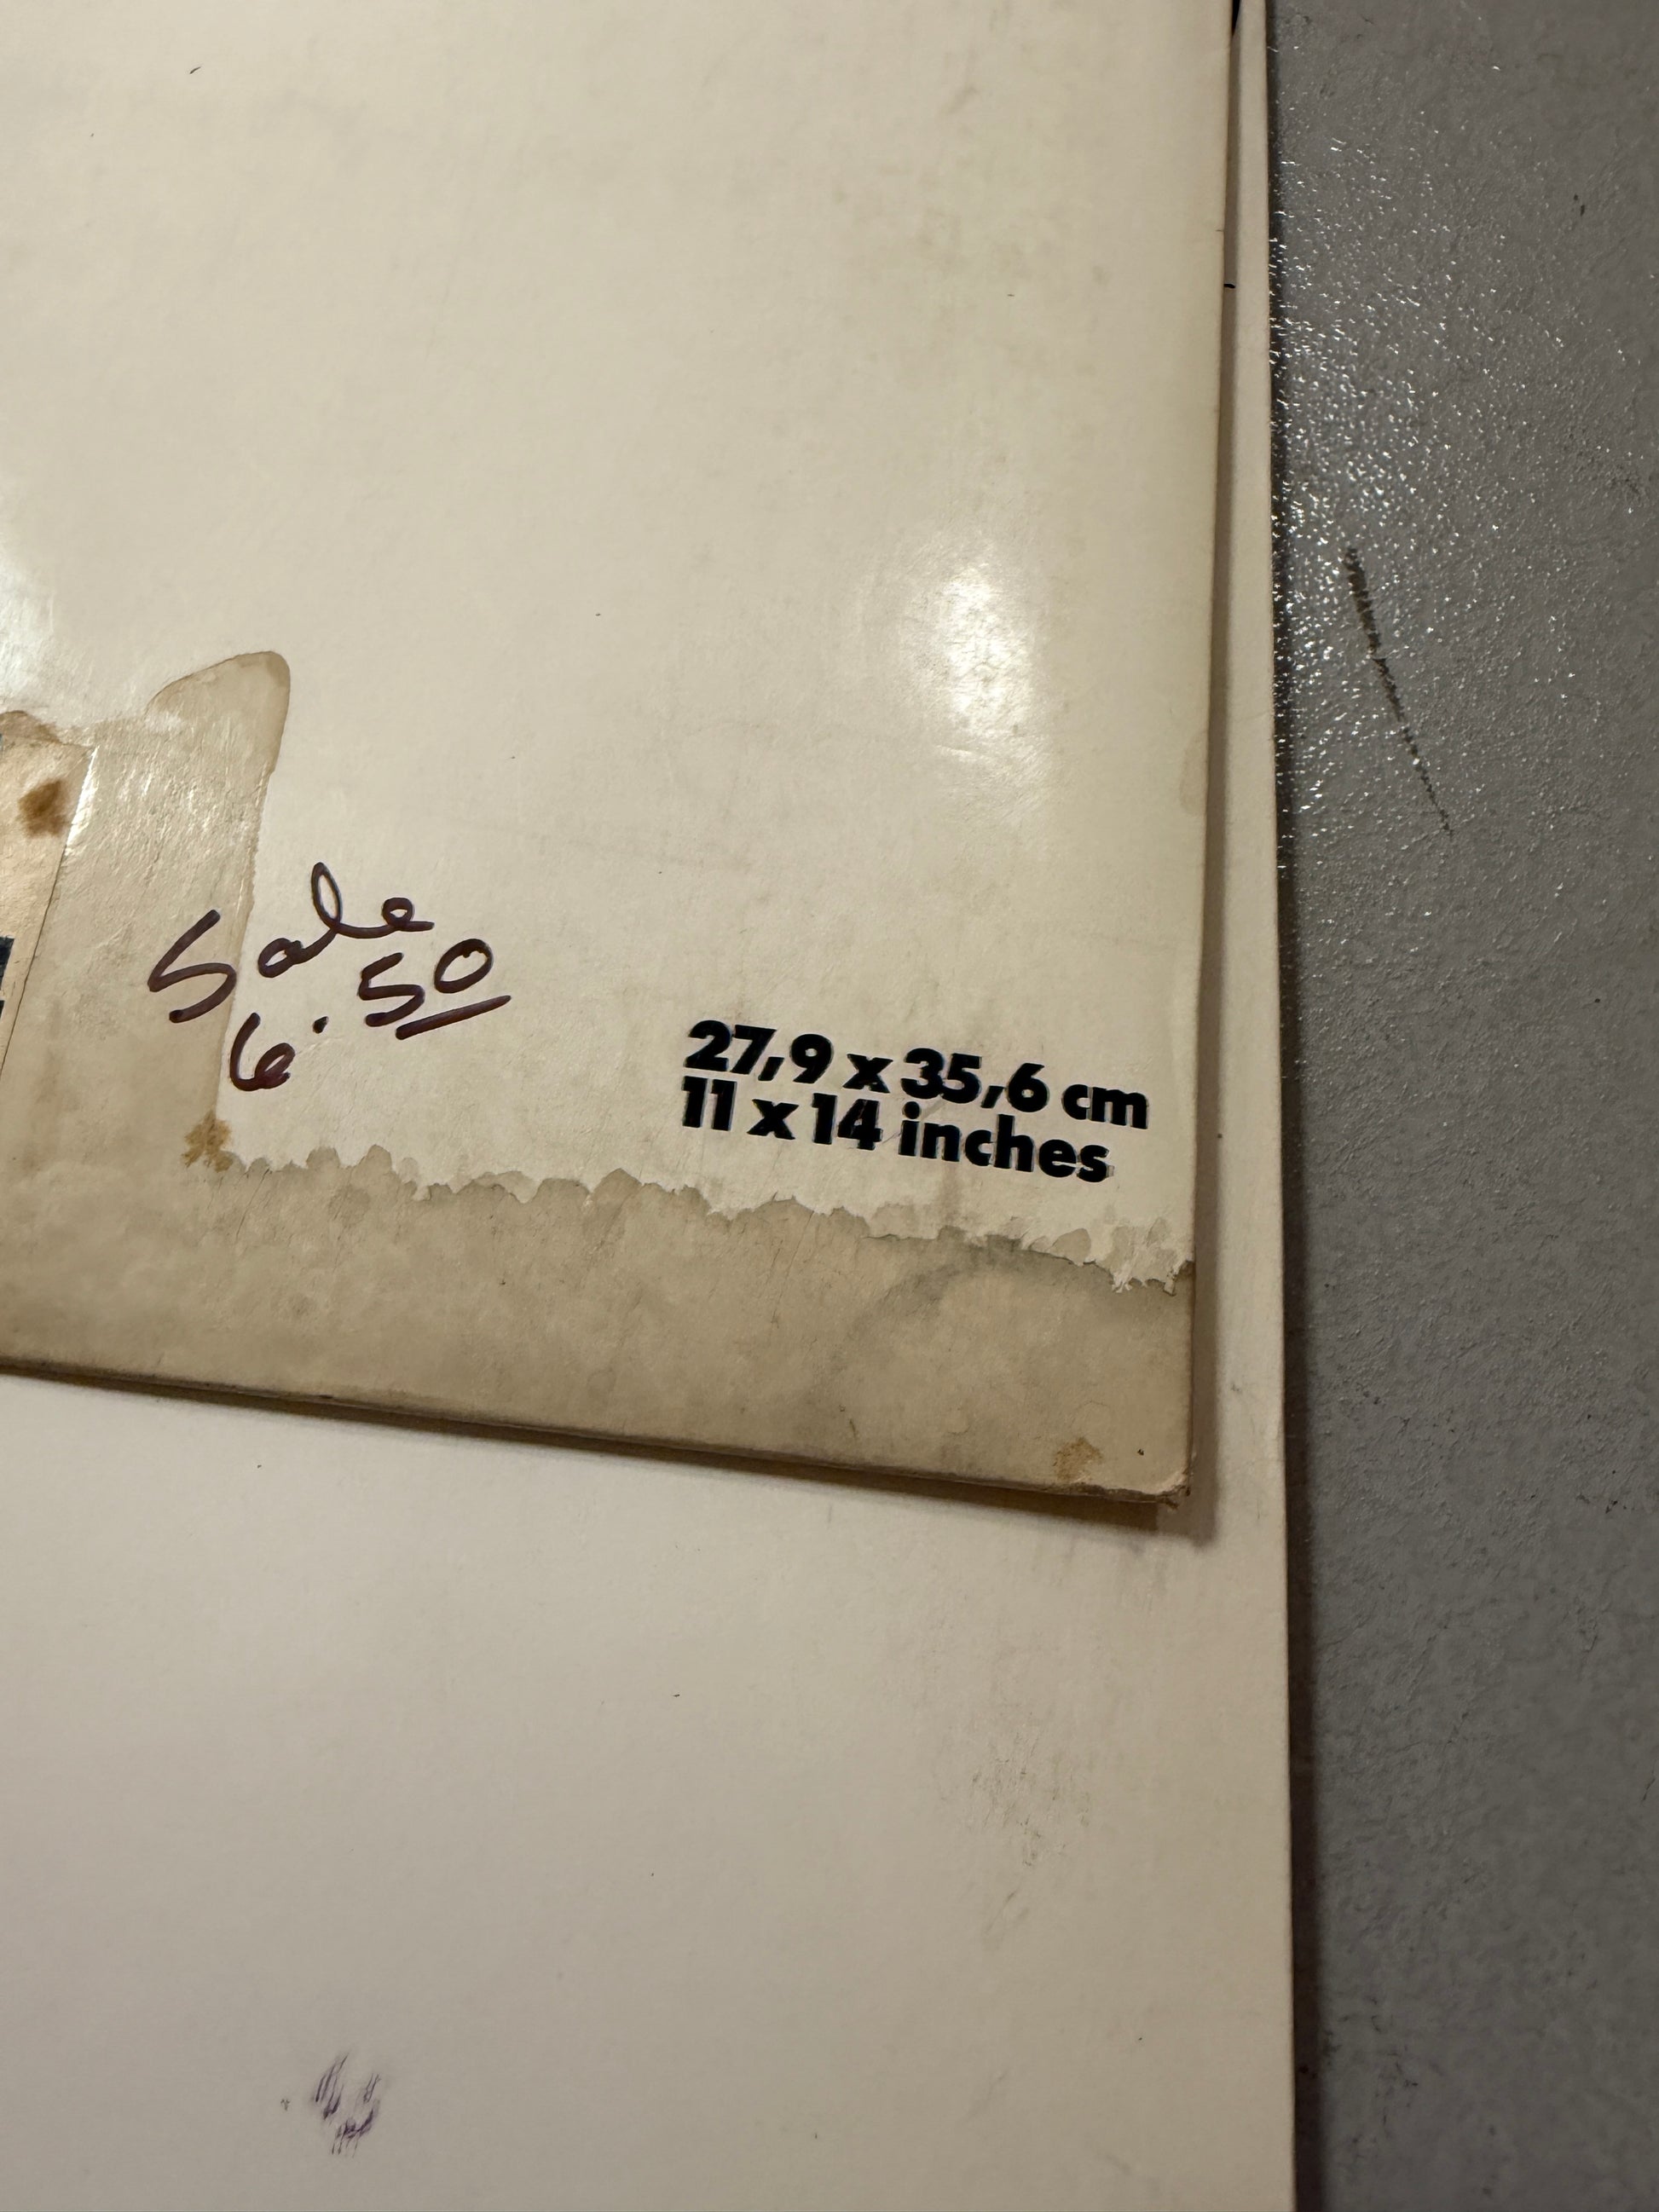 Sale
6.50
27,9 x 35,6 cm
11 x 14 inches